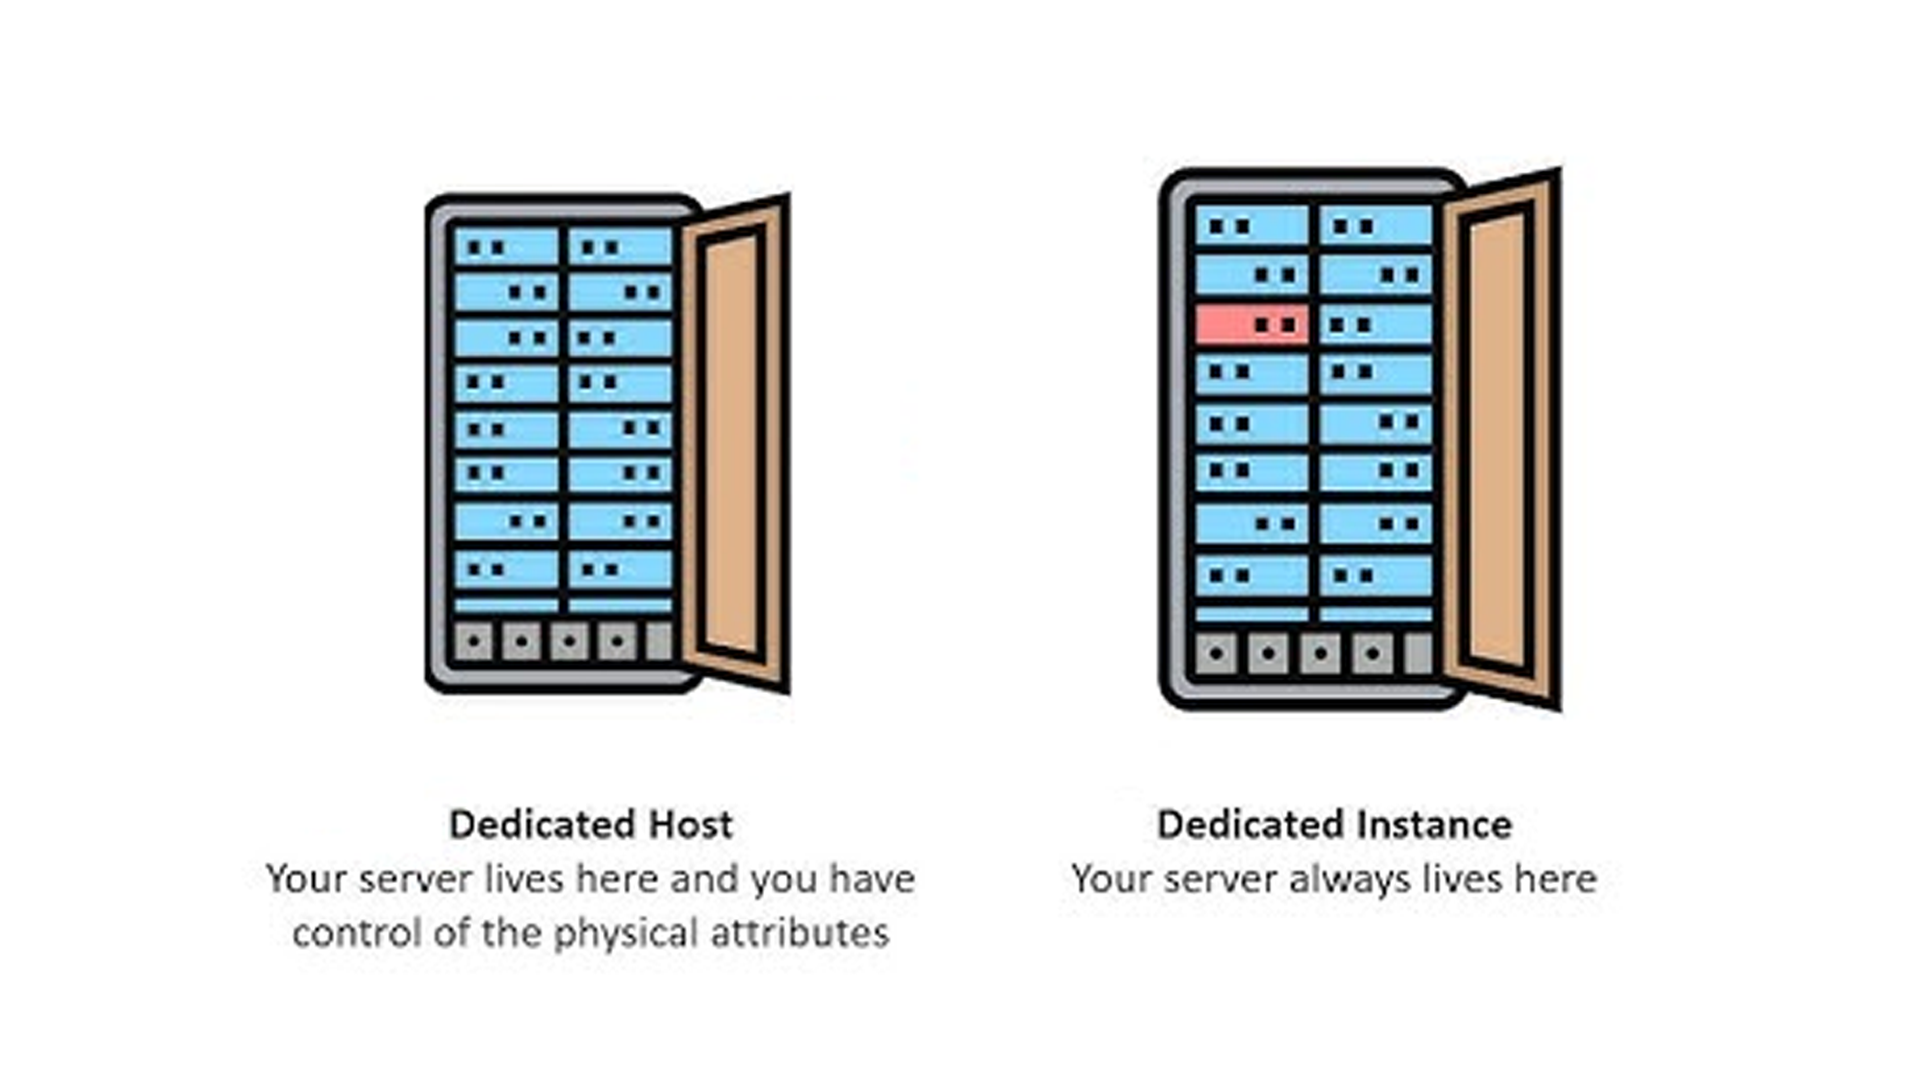 Dedicated Host
Your server lives here and you have
control of the physical attributes
Dedicated Instance
Your server always lives here